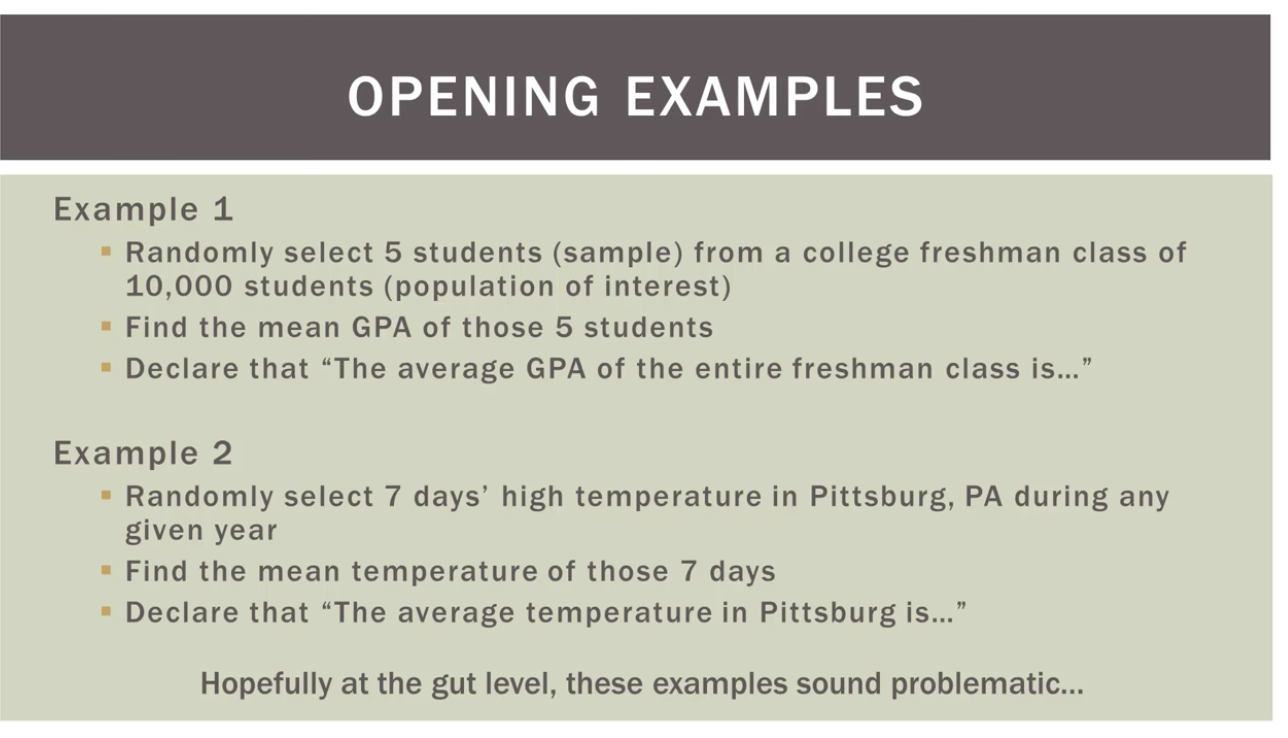 OPENING EXAMPLES
Example 1
▪ Randomly select 5 students (sample) from a college freshman class of
10,000 students (population of interest)
▪ Find the mean GPA of those 5 students
▪ Declare that “The average GPA of the entire freshman class is…”
Example 2
▪ Randomly select 7 days’ high temperature in Pittsburg, PA during any
given year
▪ Find the mean temperature of those 7 days
▪ Declare that “The average temperature in Pittsburg is…”
Hopefully at the gut level, these examples sound problematic…